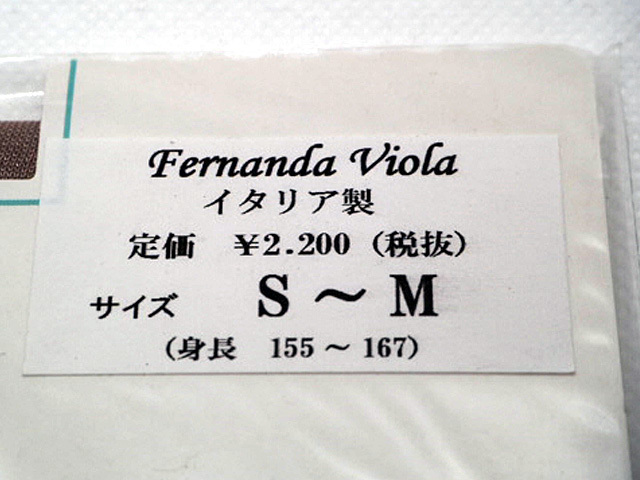 Fernanda Viola
イタリア製
定価　¥2.200（税抜）
サイズ　S～M
（身長　155～167）